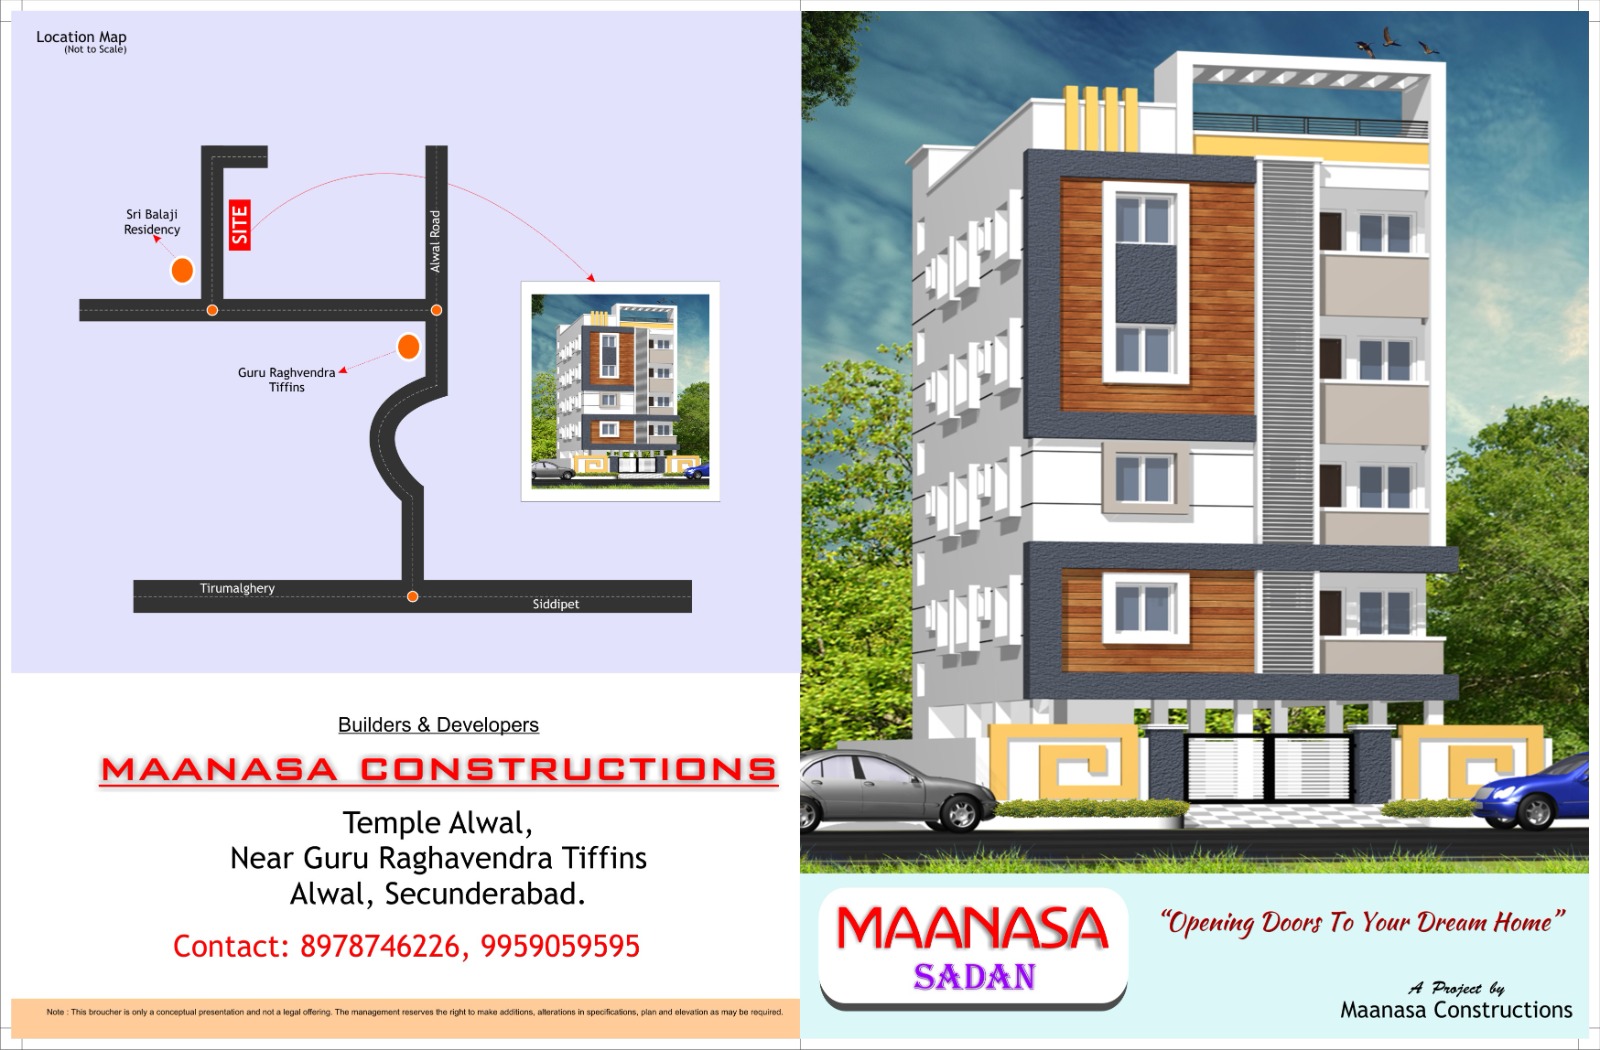 Location Map
(Not to Scale)
Sri Balaji
Residency
SITE
Alwal Road
Guru Raghvendra
Tiffins
Tirumalghery
Siddipet
Builders & Developers
MAANASA CONSTRUCTIONS
Temple Alwal,
Near Guru Raghavendra Tiffins
Alwal, Secunderabad.
Contact: 8978746226, 9959059595
Note : This broucher is only a conceptual presentation and not a legal offering. The management reserves the right to make additions, alterations in specifications, plan and elevation as may be required.
MAANASA
SADAN
“Opening Doors To Your Dream Home”
A Project by
Maanasa Constructions